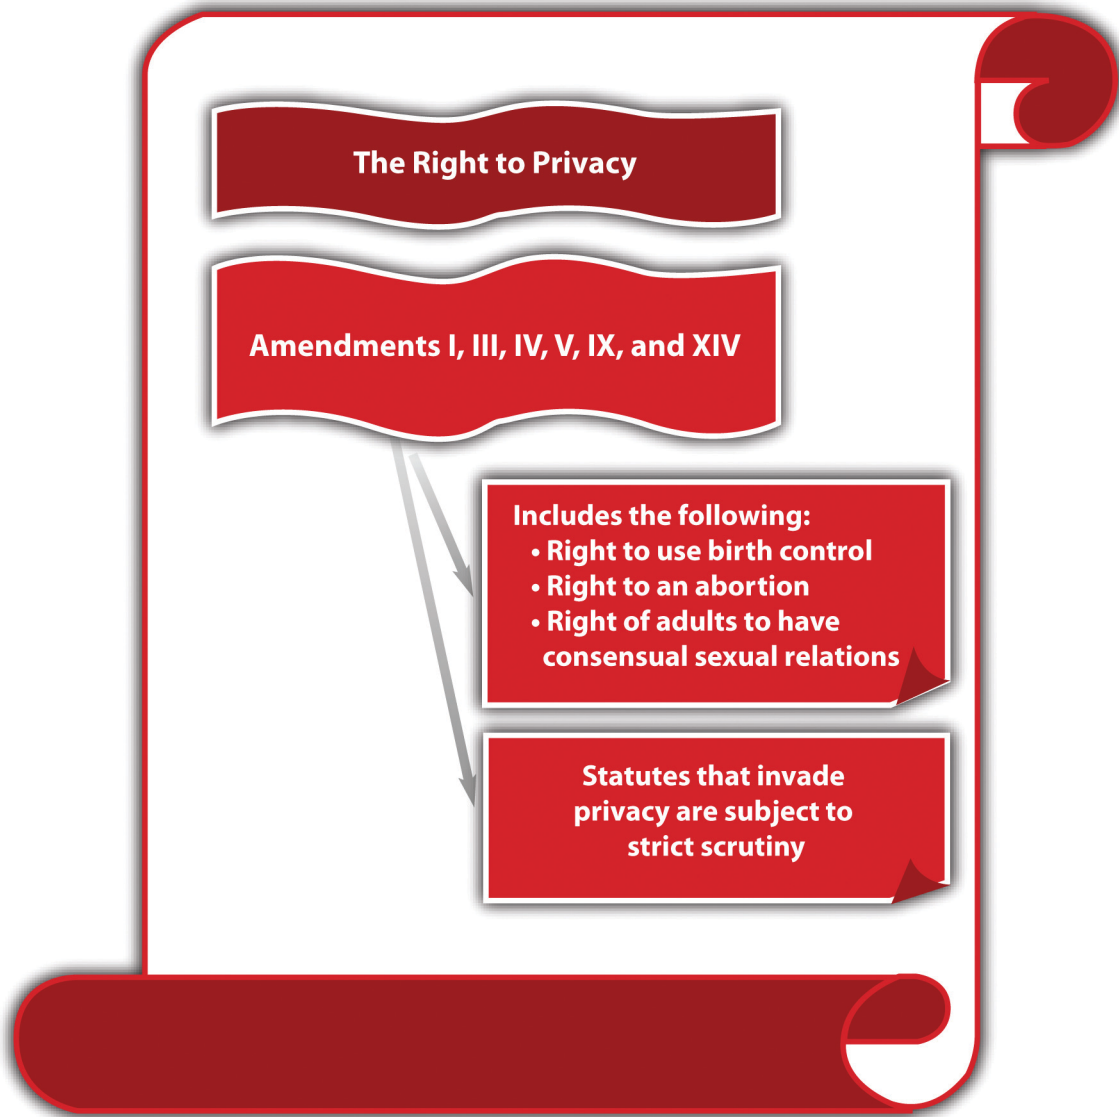 The Right to Privacy
Amendments I, III, IV, V, IX, and XIV
Includes the following:
• Right to use birth control
• Right to an abortion
• Right of adults to have
consensual sexual relations
Statutes that invade
privacy are subject to
strict scrutiny